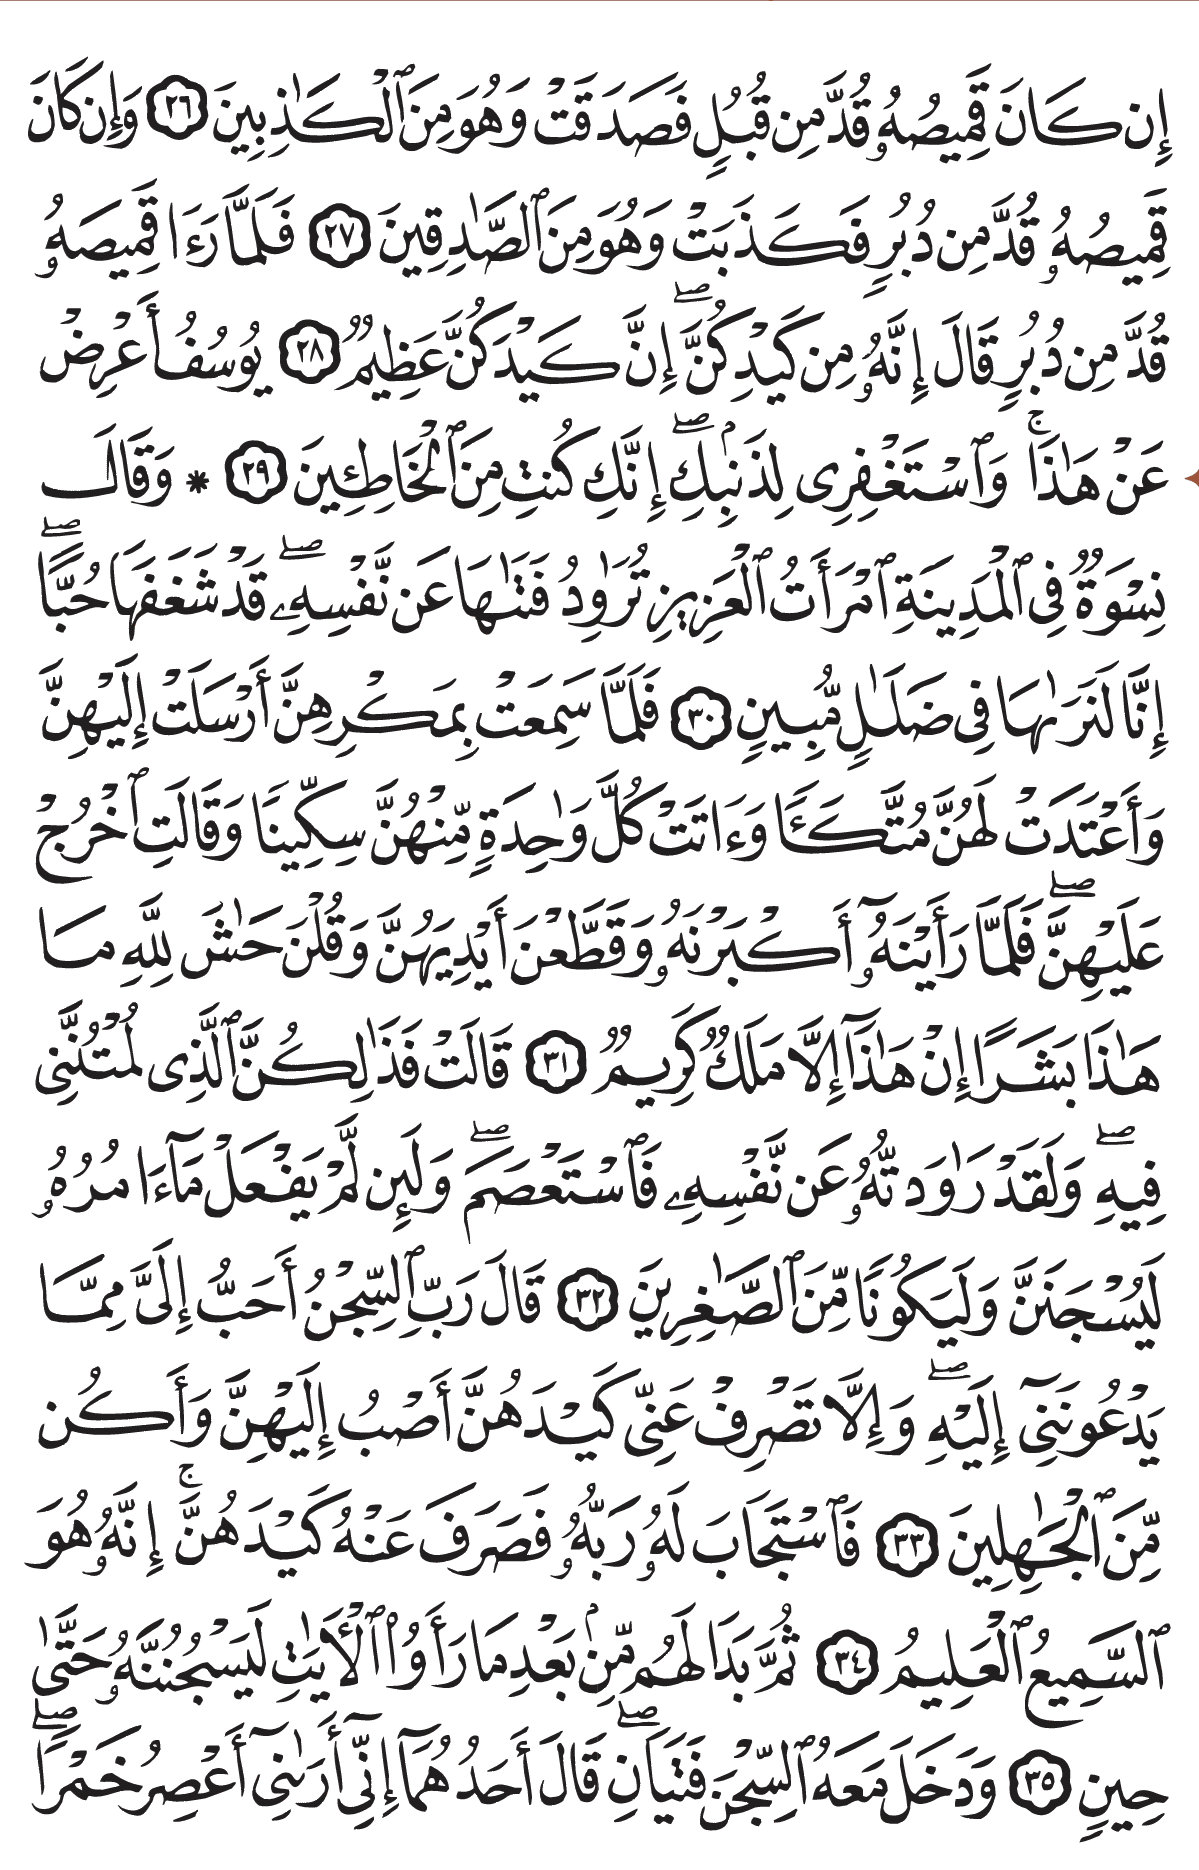 إِن كَانَ قَمِيصُهُۥ قُدَّ مِن قُبُلٍ فَصَدَقَتْ وَهُوَ مِنَ ٱلْكَـٰذِبِينَ ٢٦ وَإِن كَانَ
قَمِيصُهُۥ قُدَّ مِن دُبُرٍ فَكَذَبَتْ وَهُوَ مِنَ ٱلصَّـٰدِقِينَ ٢٧ فَلَمَّا رَءَا قَمِيصَهُۥ
قُدَّ مِن دُبُرٍ قَالَ إِنَّهُۥ مِن كَيْدِكُنَّ ۖ إِنَّ كَيْدَكُنَّ عَظِيمٌ ٢٨ يُوسُفُ أَعْرِضْ
عَنْ هَـٰذَا ۚ وَٱسْتَغْفِرِى لِذَنۢبِكِ ۖ إِنَّكِ كُنتِ مِنَ ٱلْخَاطِـِٔينَ ٢٩ * وَقَالَ
نِسْوَةٌ فِى ٱلْمَدِينَةِ ٱمْرَأَتُ ٱلْعَزِيزِ تُرَٰوِدُ فَتَىٰهَا عَن نَّفْسِهِۦ ۖ قَدْ شَغَفَهَا حُبًّا ۖ
إِنَّا لَنَرَىٰهَا فِى ضَلَـٰلٍ مُّبِينٍ ٣٠ فَلَمَّا سَمِعَتْ بِمَكْرِهِنَّ أَرْسَلَتْ إِلَيْهِنَّ
وَأَعْتَدَتْ لَهُنَّ مُتَّكَـًٔا وَءَاتَتْ كُلَّ وَٰحِدَةٍ مِّنْهُنَّ سِكِّينًا وَقَالَتِ ٱخْرُجْ
عَلَيْهِنَّ ۖ فَلَمَّا رَأَيْنَهُۥٓ أَكْبَرْنَهُۥ وَقَطَّعْنَ أَيْدِيَهُنَّ وَقُلْنَ حَـٰشَ لِلَّهِ مَا
هَـٰذَا بَشَرًا إِنْ هَـٰذَآ إِلَّا مَلَكٌ كَرِيمٌ ٣١ قَالَتْ فَذَٰلِكُنَّ ٱلَّذِى لُمْتُنَّنِى
فِيهِ ۖ وَلَقَدْ رَٰوَدتُّهُۥ عَن نَّفْسِهِۦ فَٱسْتَعْصَمَ ۖ وَلَئِن لَّمْ يَفْعَلْ مَآ ءَامُرُهُۥ
لَيُسْجَنَنَّ وَلَيَكُونًا مِّنَ ٱلصَّـٰغِرِينَ ٣٢ قَالَ رَبِّ ٱلسِّجْنُ أَحَبُّ إِلَىَّ مِمَّا
يَدْعُونَنِىٓ إِلَيْهِ ۖ وَإِلَّا تَصْرِفْ عَنِّى كَيْدَهُنَّ أَصْبُ إِلَيْهِنَّ وَأَكُن
مِّنَ ٱلْجَـٰهِلِينَ ٣٣ فَٱسْتَجَابَ لَهُۥ رَبُّهُۥ فَصَرَفَ عَنْهُ كَيْدَهُنَّ ۚ إِنَّهُۥ هُوَ
ٱلسَّمِيعُ ٱلْعَلِيمُ ٣٤ ثُمَّ بَدَا لَهُم مِّنۢ بَعْدِ مَا رَأَوُا۟ ٱلْـَٔايَـٰتِ لَيَسْجُنُنَّهُۥ حَتَّىٰ
حِينٍ ٣٥ وَدَخَلَ مَعَهُ ٱلسِّجْنَ فَتَيَانِ ۖ قَالَ أَحَدُهُمَآ إِنِّىٓ أَرَىٰنِىٓ أَعْصِرُ خَمْرًا ۖ